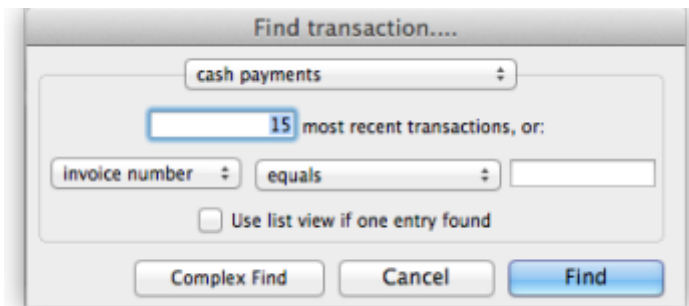 Find transaction....
cash payments
15 most recent transactions, or:
invoice number equals
Use list view if one entry found
Complex Find Cancel Find